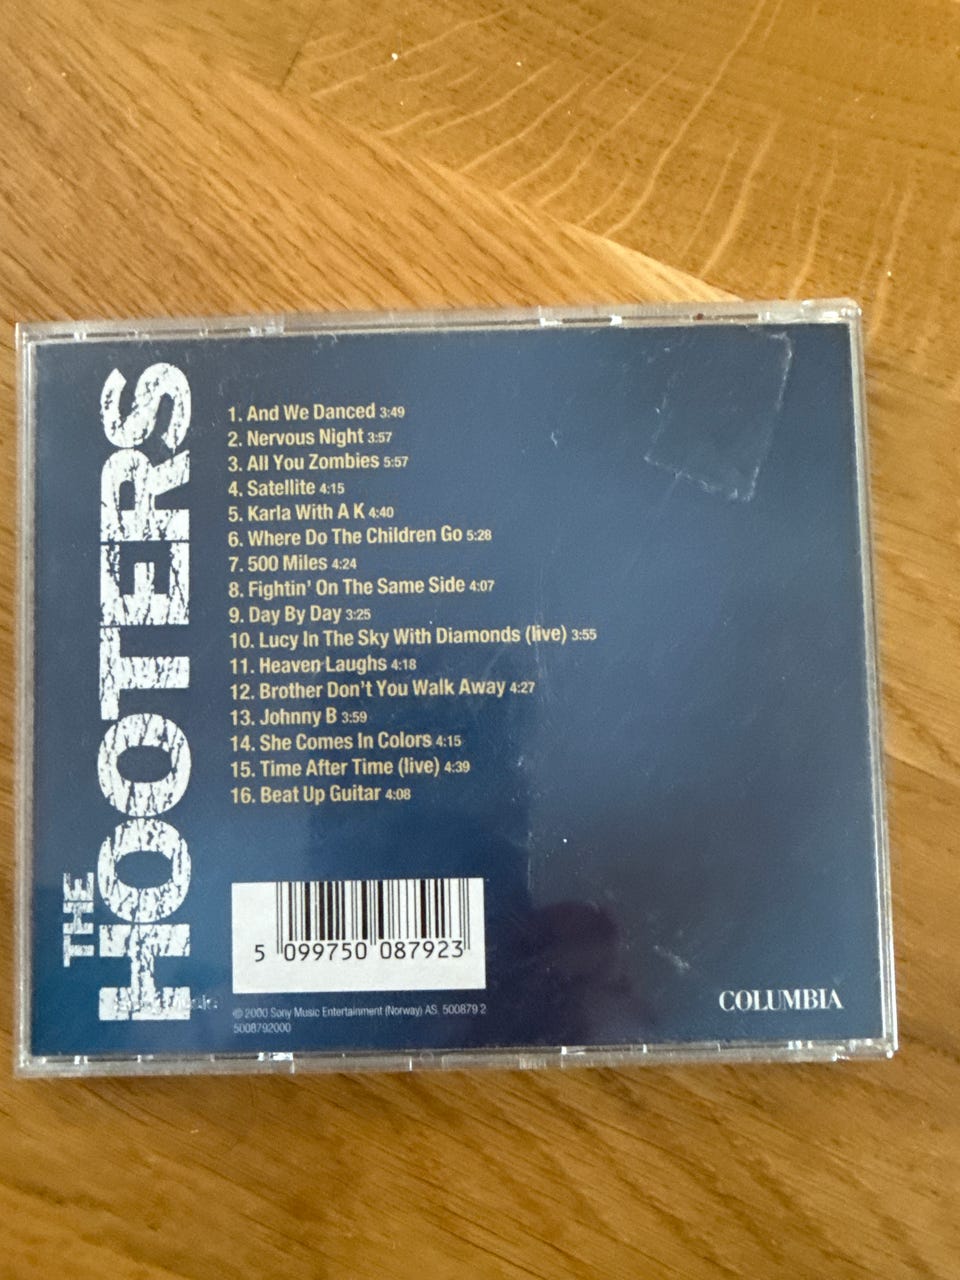 THE
HOOTERS
1. And We Danced 3:49
2. Nervous Night 3:57
3. All You Zombies 5:57
4. Satellite 4:15
5. Karla With A K 4:40
6. Where Do The Children Go 5:28
7. 500 Miles 4:24
8. Fightin' On The Same Side 4:07
9. Day By Day 3:25
10. Lucy In The Sky With Diamonds (live) 3:55
11. Heaven Laughs 4:18
12. Brother Don't You Walk Away 4:27
13. Johnny B 3:59
14. She Comes In Colors 4:15
15. Time After Time (live) 4:39
16. Beat Up Guitar 4:08
5 099750 087923
© 2000 Sony Music Entertainment (Norway) AS. 500879 2
5008792000
COLUMBIA